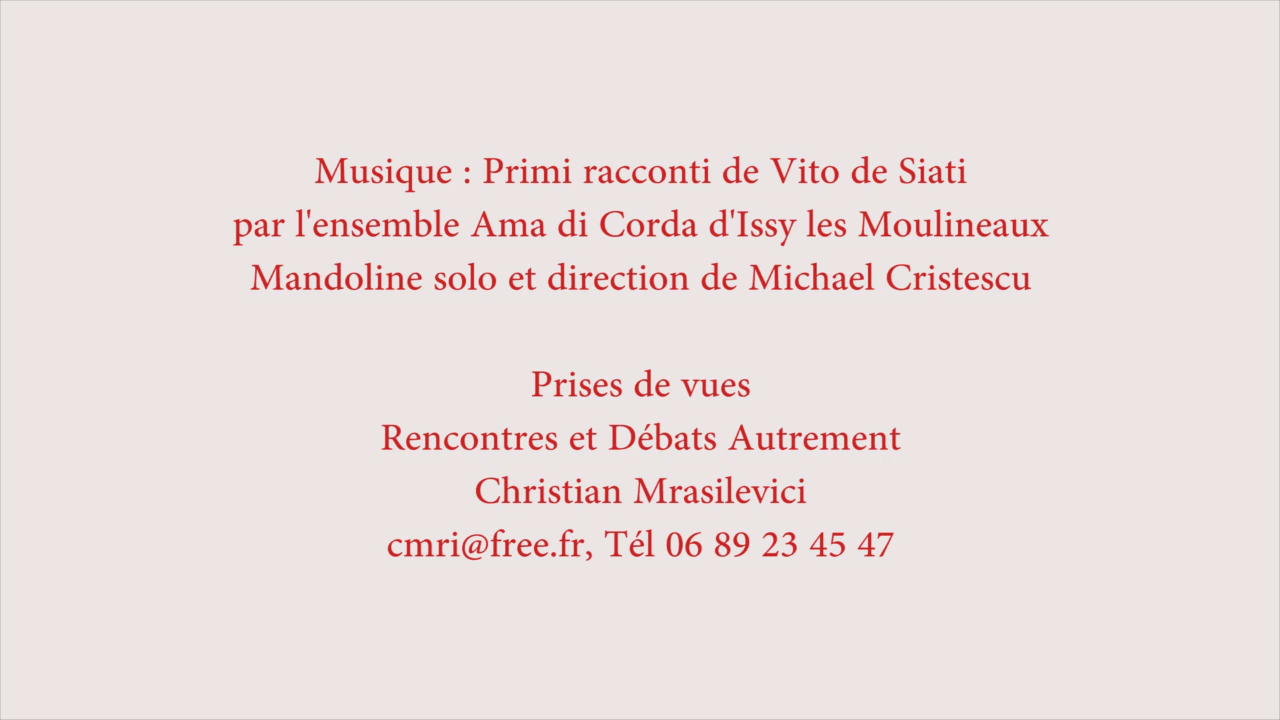 Musique : Primi racconti de Vito de Siati
par l'ensemble Ama di Corda d'Issy les Moulineaux
Mandoline solo et direction de Michael Cristescu
Prises de vues
Rencontres et Débats Autrement
Christian Mrasilevici
cmri@free.fr, Tél 06 89 23 45 47